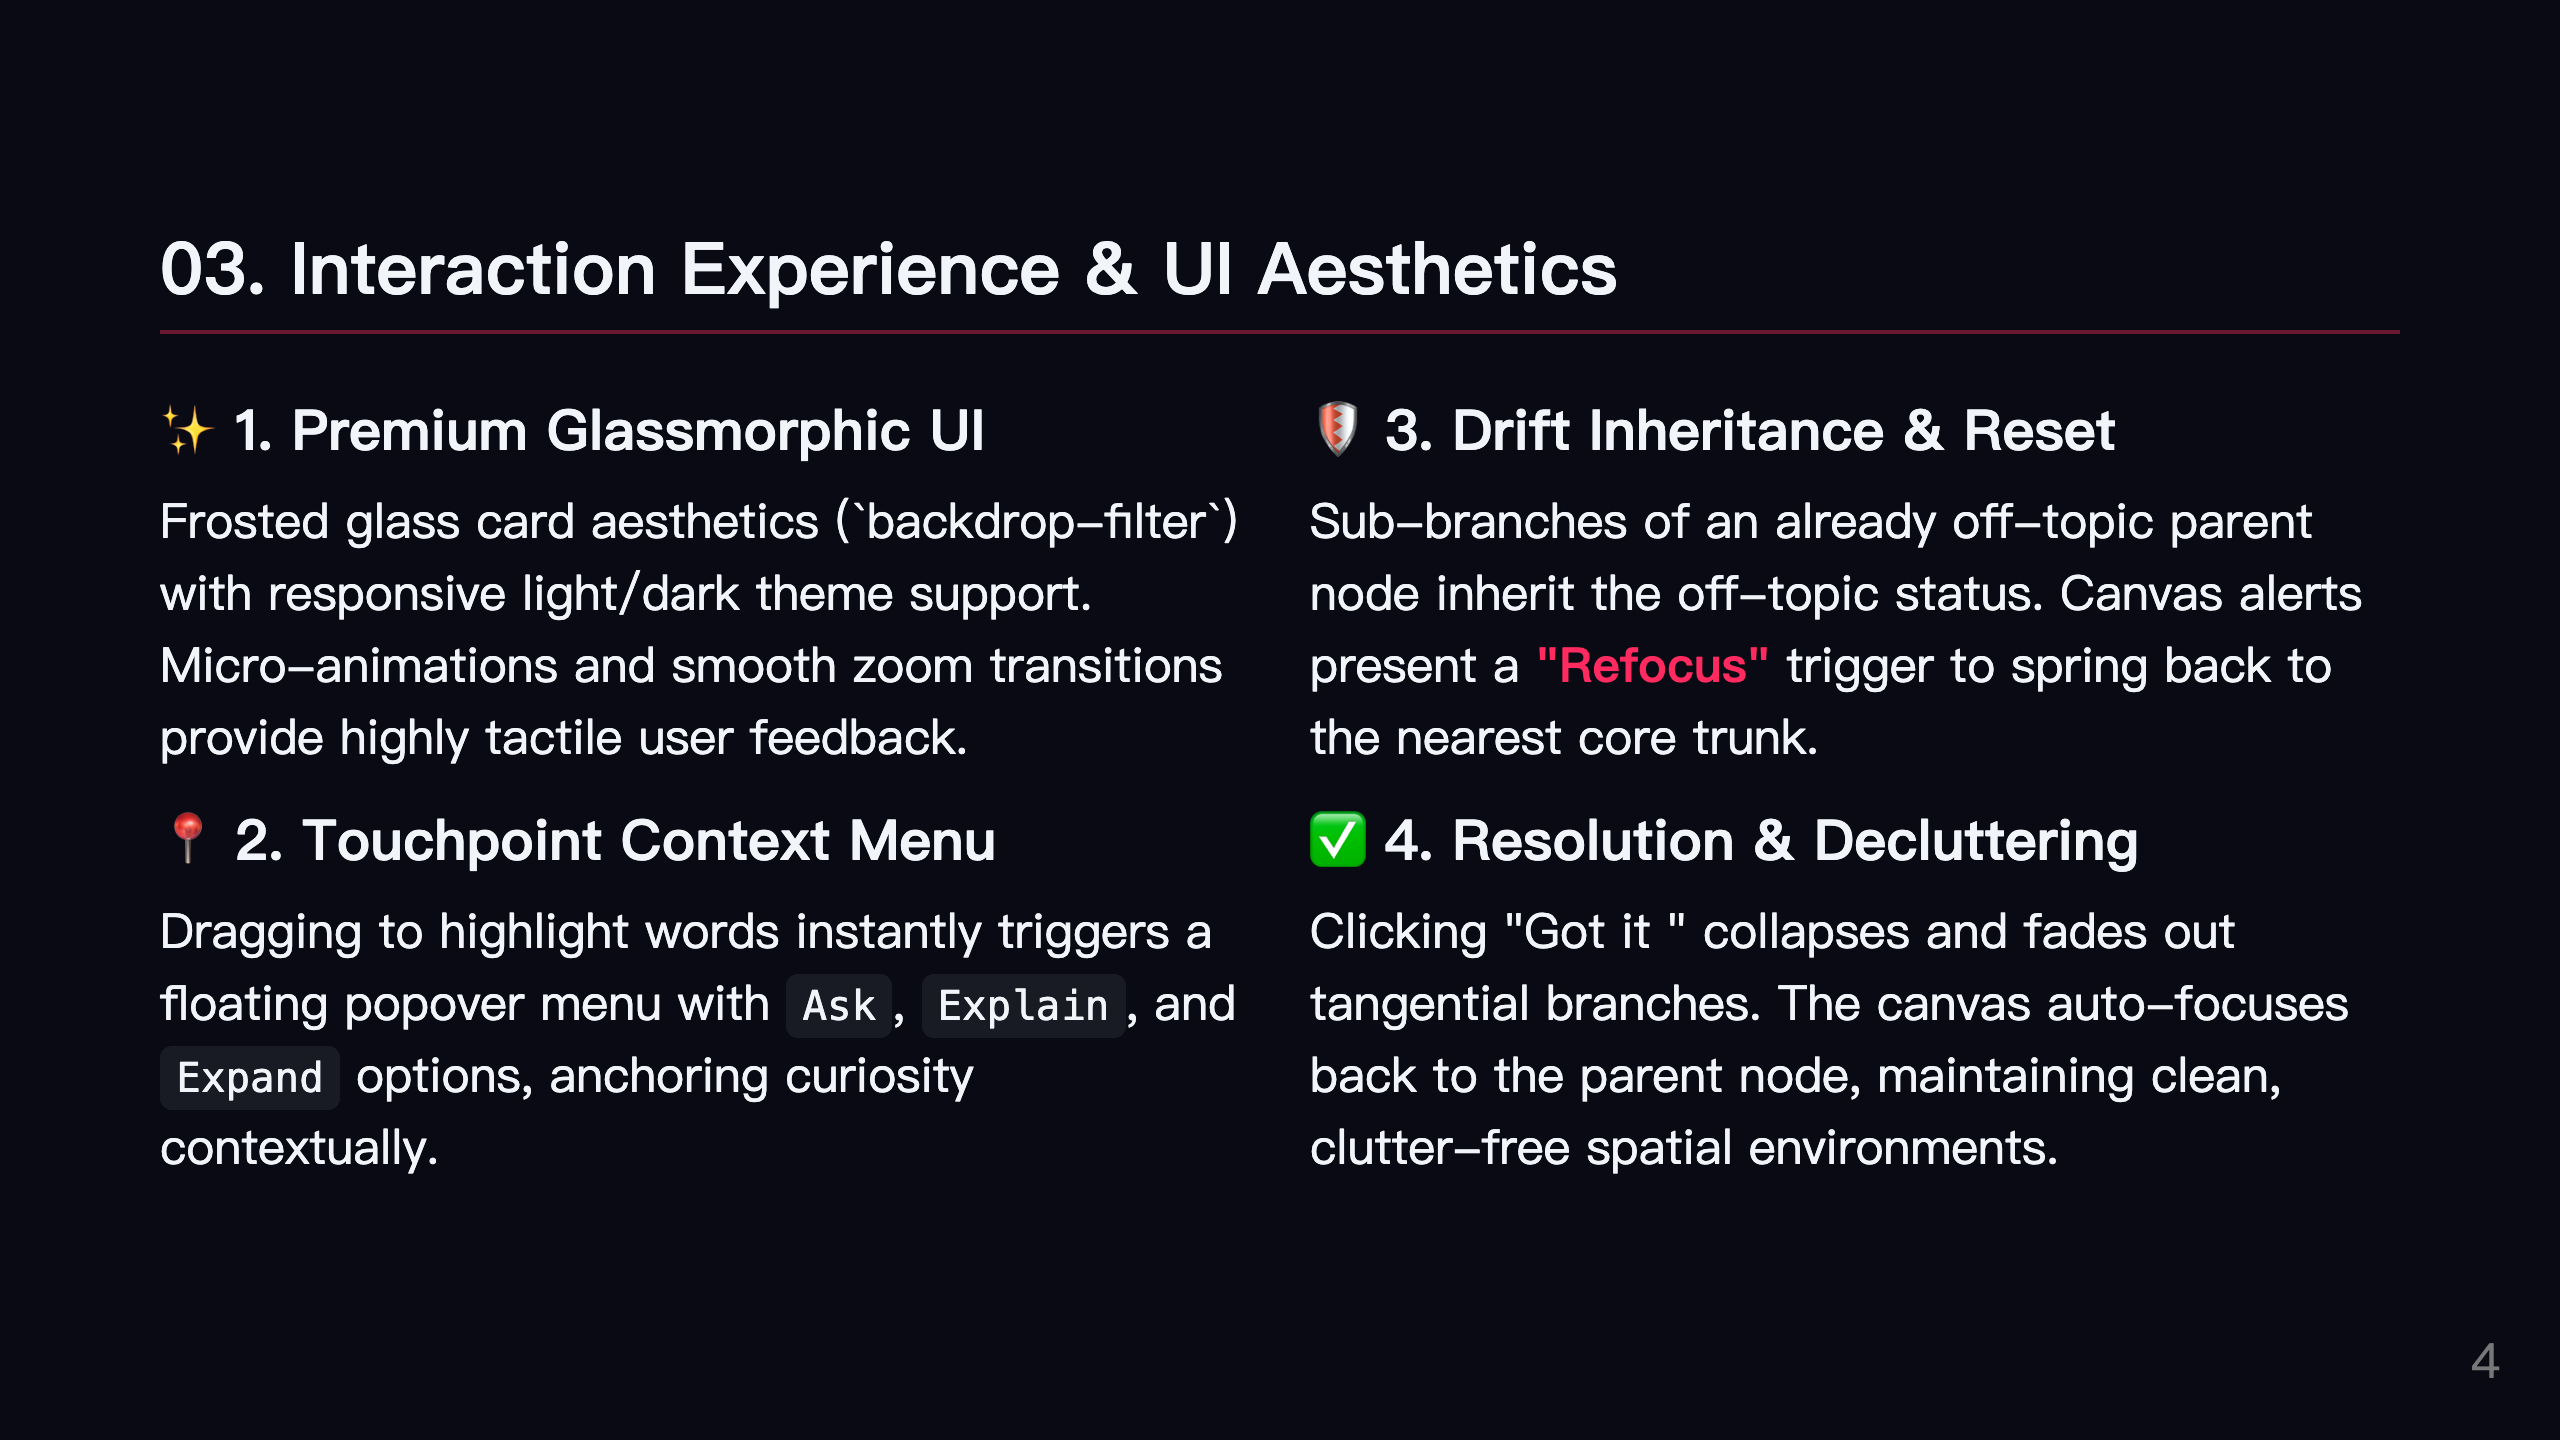 03. Interaction Experience & UI Aesthetics
✨ 1. Premium Glassmorphic UI
Frosted glass card aesthetics (`backdrop-filter`)
with responsive light/dark theme support.
Micro-animations and smooth zoom transitions
provide highly tactile user feedback.
📍 2. Touchpoint Context Menu
Dragging to highlight words instantly triggers a
floating popover menu with Ask, Explain, and
Expand options, anchoring curiosity
contextually.
🛡️ 3. Drift Inheritance & Reset
Sub-branches of an already off-topic parent
node inherit the off-topic status. Canvas alerts
present a "Refocus" trigger to spring back to
the nearest core trunk.
✅ 4. Resolution & Decluttering
Clicking "Got it " collapses and fades out
tangential branches. The canvas auto-focuses
back to the parent node, maintaining clean,
clutter-free spatial environments.
4